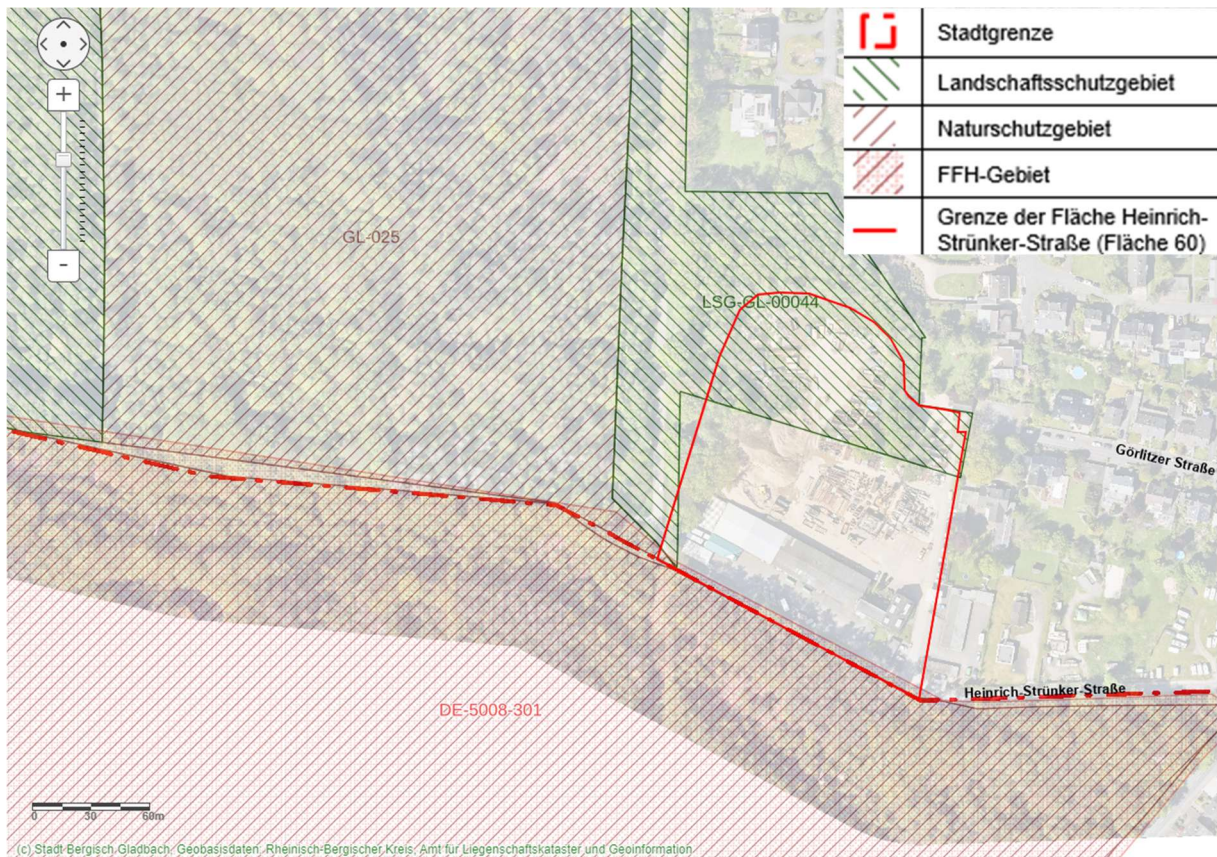 Stadtgrenze
Landschaftsschutzgebiet
Naturschutzgebiet
FFH-Gebiet
Grenze der Fläche Heinrich-
Strünker-Straße (Fläche 60)
+
-
GL-025
LSG-GL-00044
Görlitzer Straße
Heinrich-Strünker-Straße
DE-5008-301
0 30 60m
(c) Stadt Bergisch Gladbach, Geobasisdaten: Rheinisch-Bergischer Kreis, Amt für Liegenschaftskataster und Geoinformation